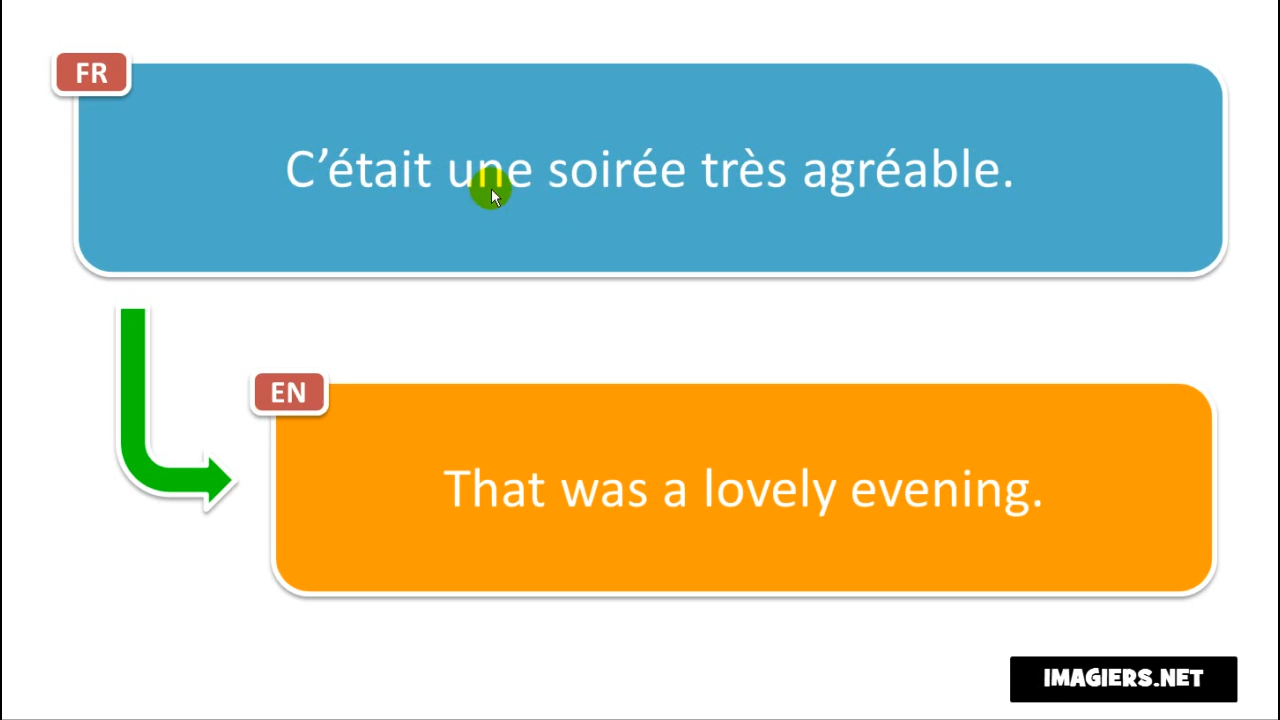 FR
C’était une soirée très agréable.
EN
That was a lovely evening.
IMAGIERS.NET